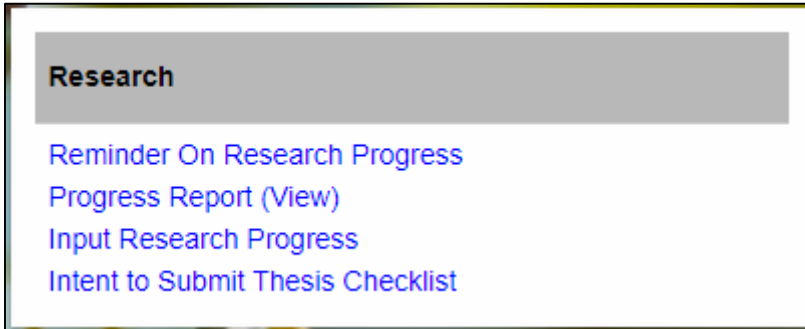 Research
Reminder On Research Progress
Progress Report (View)
Input Research Progress
Intent to Submit Thesis Checklist